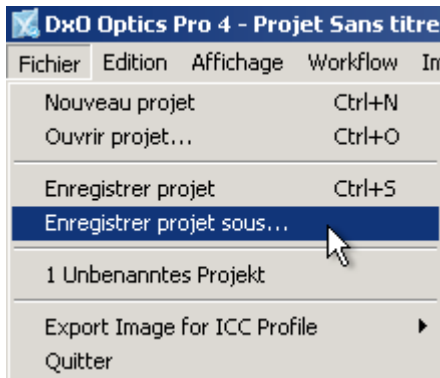 DxO Optics Pro 4 - Projet Sans titre
Fichier Edition Affichage Workflow
Nouveau projet Ctrl+N
Ouvrir projet... Ctrl+O
Enregistrer projet Ctrl+S
Enregistrer projet sous...
1 Unbenanntes Projekt
Export Image for ICC Profile
Quitter